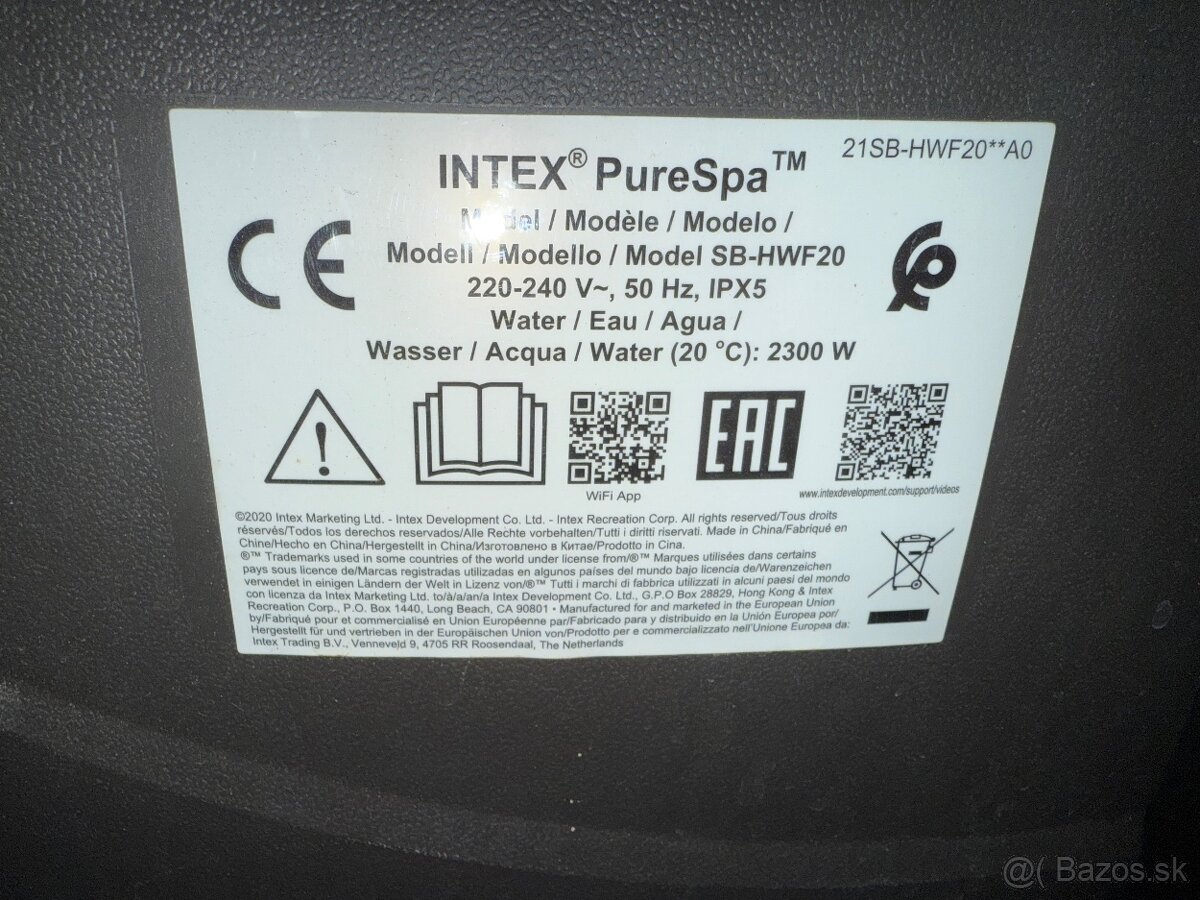 21SB-HWF20**A0
INTEX® PureSpa™
Model / Modèle / Modelo /
Modell / Modello / Model SB-HWF20
220-240 V~, 50 Hz, IPX5
Water / Eau / Agua /
Wasser / Acqua / Water (20 °C): 2300 W
CE
EAC
WiFi App
www.intexdevelopment.com/support/videos
©2020 Intex Marketing Ltd. - Intex Development Co. Ltd. - Intex Recreation Corp. All rights reserved/Tous droits
réservés/Todos los derechos reservados/Alle Rechte vorbehalten/Tutti i diritti riservati. Made in China/Fabriqué en
Chine/Hecho en China/Hergestellt in China/Изготовлено в Китае/Prodotto in Cina.
®™ Trademarks used in some countries of the world under license from/®™ Marques utilisées dans certains
pays sous licence de/Marcas registradas utilizadas en algunos países del mundo bajo licencia de/Warenzeichen
verwendet in einigen Ländern der Welt in Lizenz von/®™ Tutti i marchi di fabbrica utilizzati in alcuni paesi del mondo
con licenza da Intex Marketing Ltd. to/à/a/an/a Intex Development Co. Ltd., G.P.O Box 28829, Hong Kong & Intex
Recreation Corp., P.O. Box 1440, Long Beach, CA 90801 • Manufactured for and marketed in the European Union
by/Fabriqué pour et commercialisé en Union Européenne par/Fabricado para y distribuido en la Unión Europea por/
Hergestellt für und vertrieben in der Europäischen Union von/Prodotto per e commercializzato nell'Unione Europea da:
Intex Trading B.V., Venneveld 9, 4705 RR Roosendaal, The Netherlands
@( Bazos.sk